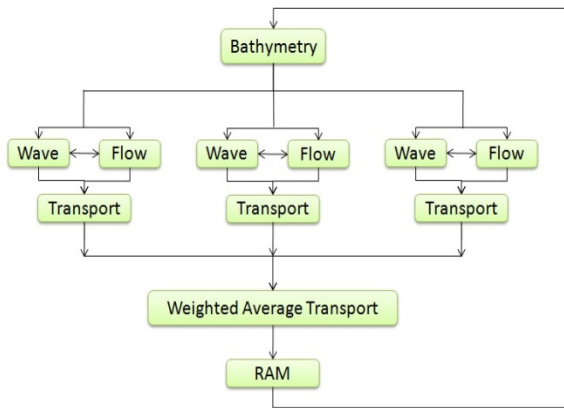 Bathymetry
Wave Flow Wave Flow Wave Flow
Transport Transport Transport
Weighted Average Transport
RAM